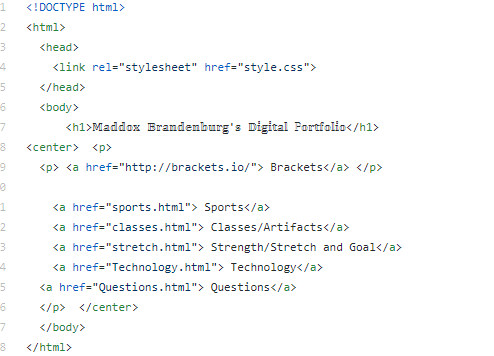 1 <!DOCTYPE html>
2 <html>
3 <head>
4 <link rel="stylesheet" href="style.css">
5 </head>
6 <body>
7 <h1>Maddox Brandenburg's Digital Portfolio</h1>
8 <center> <p>
9 <p> <a href="http://brackets.io/"> Brackets</a> </p>
0
1 <a href="sports.html"> Sports</a>
2 <a href="classes.html"> Classes/Artifacts</a>
3 <a href="stretch.html"> Strength/Stretch and Goal</a>
4 <a href="Technology.html"> Technology</a>
5 <a href="Questions.html"> Questions</a>
6 </p> </center>
7 </body>
8 </html>